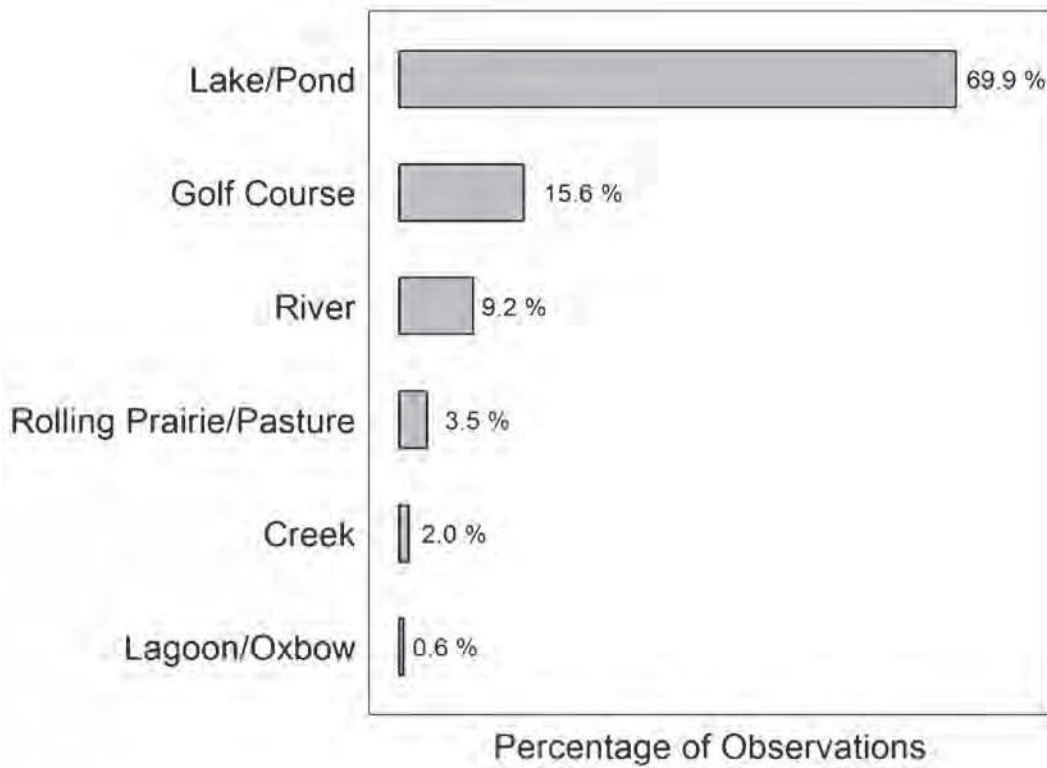 Lake/Pond 69.9 %
Golf Course 15.6 %
River 9.2 %
Rolling Prairie/Pasture 3.5 %
Creek 2.0 %
Lagoon/Oxbow 0.6 %
Percentage of Observations